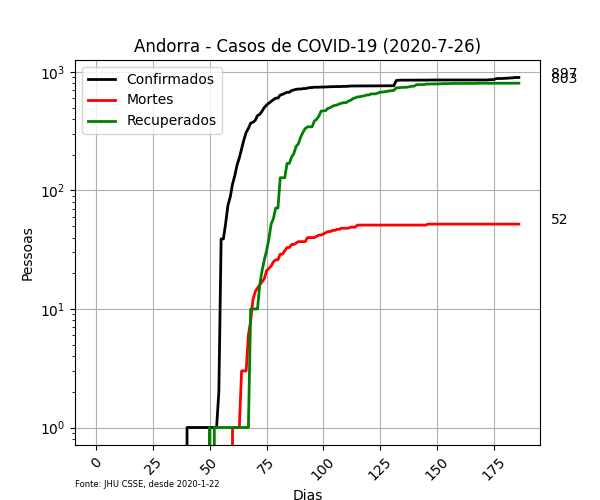 Andorra - Casos de COVID-19 (2020-7-26)
Confirmados
Mortes
Recuperados
897
803
52
10³
10²
10¹
10⁰
Pessoas
0
25
50
75
100
125
150
175
Fonte: JHU CSSE, desde 2020-1-22
Dias